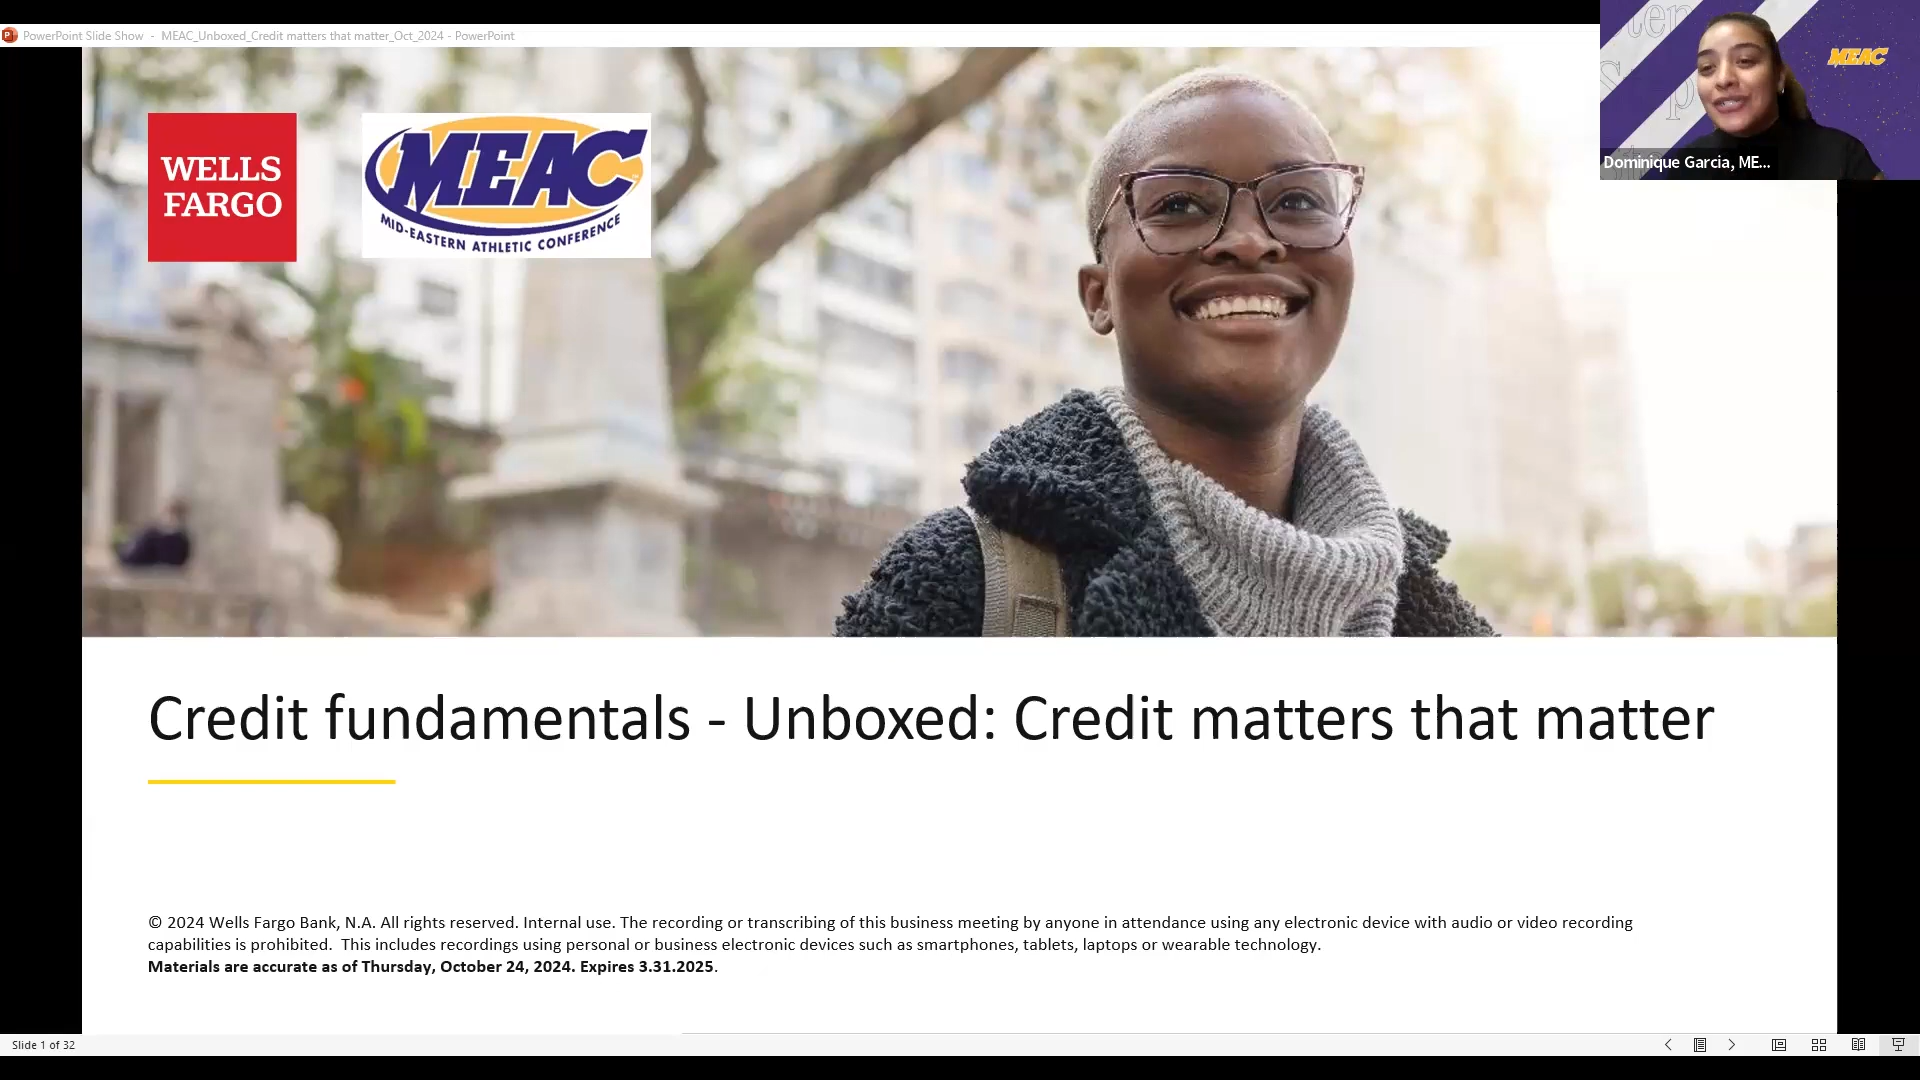 PowerPoint Slide Show - MEAC_Unboxed_Credit matters that matter_Oct_2024 - PowerPoint
MEAC
Dominique Garcia, ME...
WELLS
FARGO
MEAC
MID-EASTERN ATHLETIC CONFERENCE
Credit fundamentals - Unboxed: Credit matters that matter
© 2024 Wells Fargo Bank, N.A. All rights reserved. Internal use. The recording or transcribing of this business meeting by anyone in attendance using any electronic device with audio or video recording
capabilities is prohibited.  This includes recordings using personal or business electronic devices such as smartphones, tablets, laptops or wearable technology.
Materials are accurate as of Thursday, October 24, 2024. Expires 3.31.2025.
Slide 1 of 32